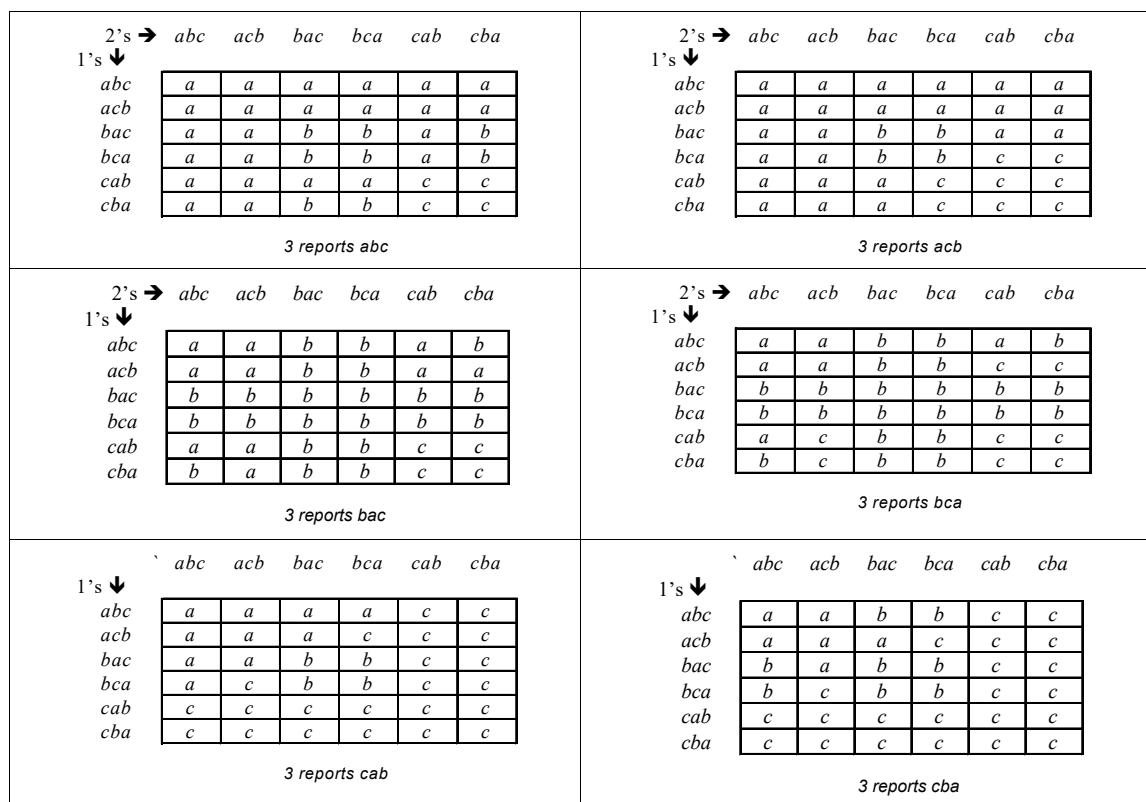 2's ➔ abc acb bac bca cab cba
1's 🡻
abc a a a a a a
acb a a a a a a
bac a a b b a b
bca a a b b a b
cab a a a a c c
cba a a b b c c
3 reports abc
2's ➔ abc acb bac bca cab cba
1's 🡻
abc a a a a a a
acb a a a a a a
bac a a b b a a
bca a a b b c c
cab a a a c c c
cba a a a c c c
3 reports acb
2's ➔ abc acb bac bca cab cba
1's 🡻
abc a a b b a b
acb a a b b a a
bac b b b b b b
bca b b b b b b
cab a a b b c c
cba b a b b c c
3 reports bac
2's ➔ abc acb bac bca cab cba
1's 🡻
abc a a b b a b
acb a a b b c c
bac b b b b b b
bca b b b b b b
cab a c b b c c
cba b c b b c c
3 reports bca
` abc acb bac bca cab cba
1's 🡻
abc a a a a c c
acb a a a c c c
bac a a b b c c
bca a c b b c c
cab c c c c c c
cba c c c c c c
3 reports cab
` abc acb bac bca cab cba
1's 🡻
abc a a b b c c
acb a a a c c c
bac b a b b c c
bca b c b b c c
cab c c c c c c
cba c c c c c c
3 reports cba